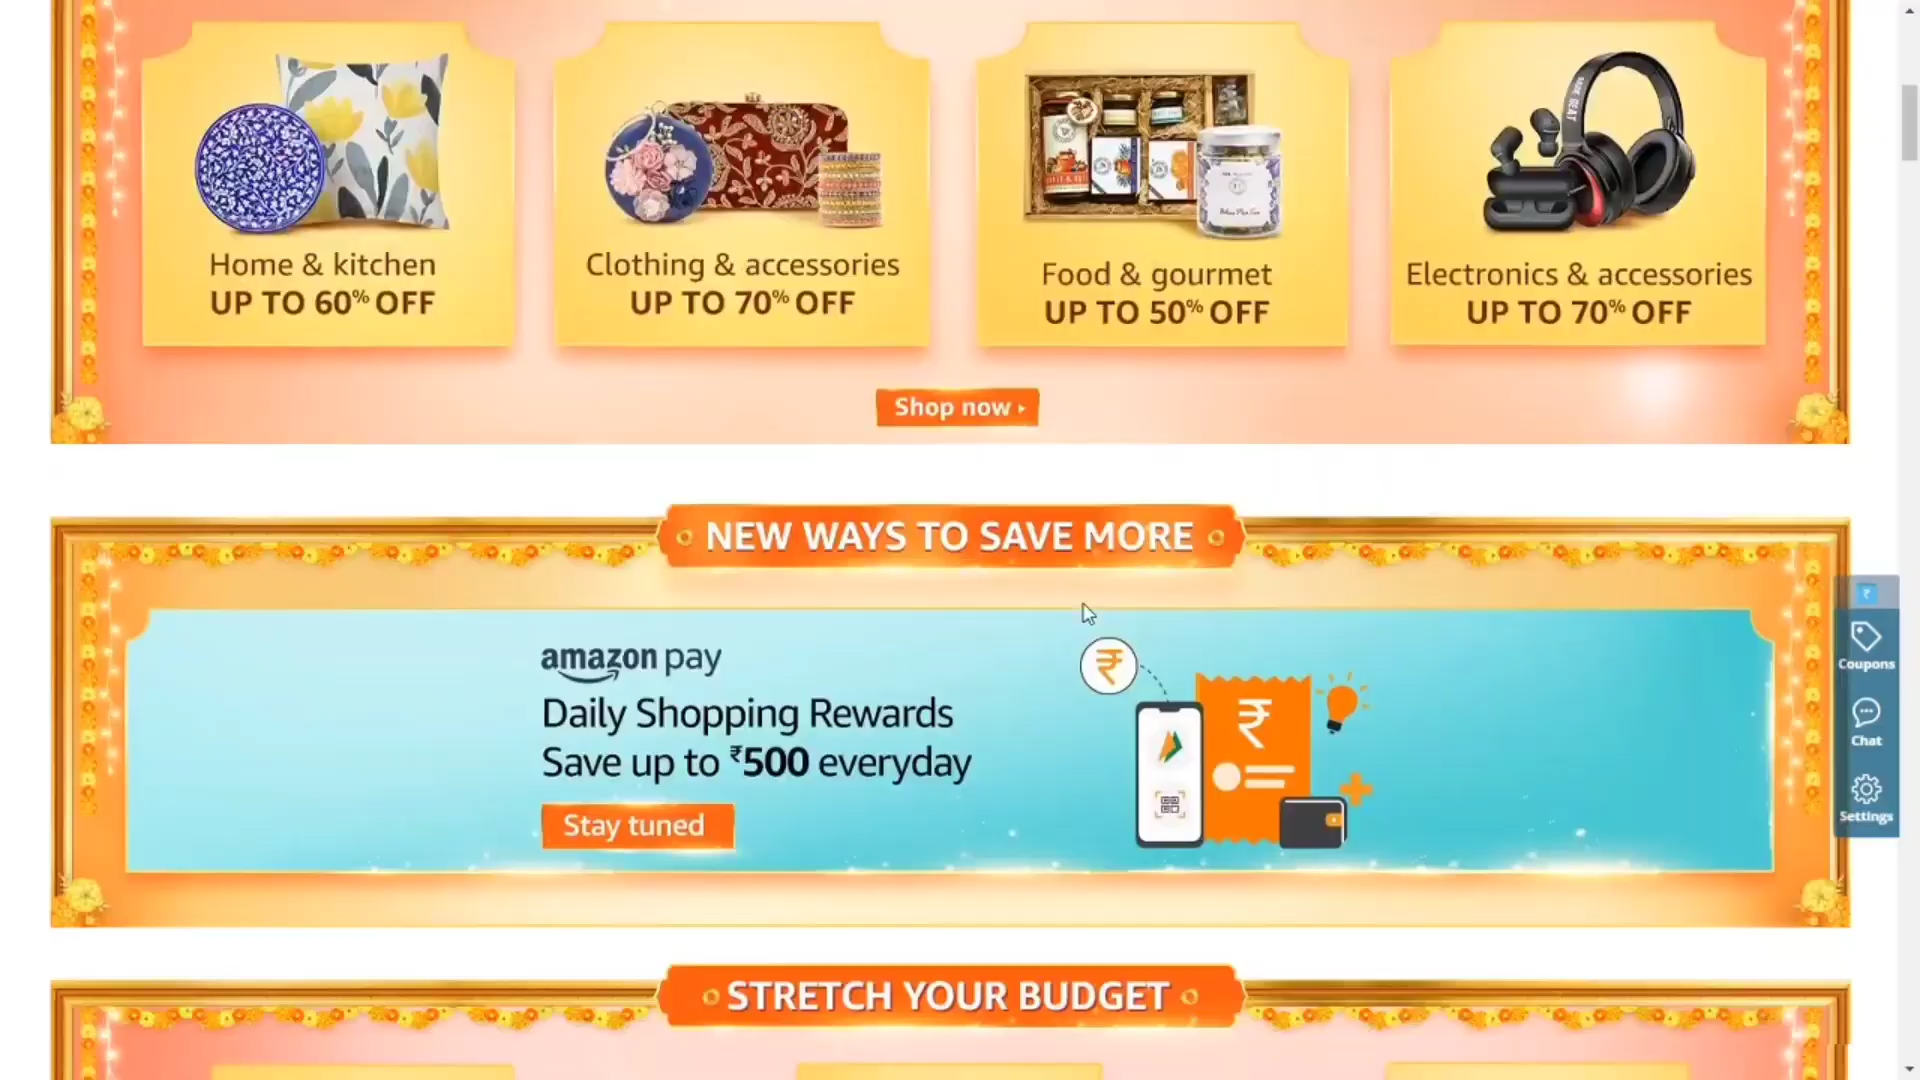 Home & kitchen
UP TO 60% OFF
Clothing & accessories
UP TO 70% OFF
Food & gourmet
UP TO 50% OFF
Electronics & accessories
UP TO 70% OFF
Shop now
NEW WAYS TO SAVE MORE
amazon pay
Daily Shopping Rewards
Save up to ₹500 everyday
Stay tuned
₹
₹
₹
Coupons
Chat
Settings
STRETCH YOUR BUDGET